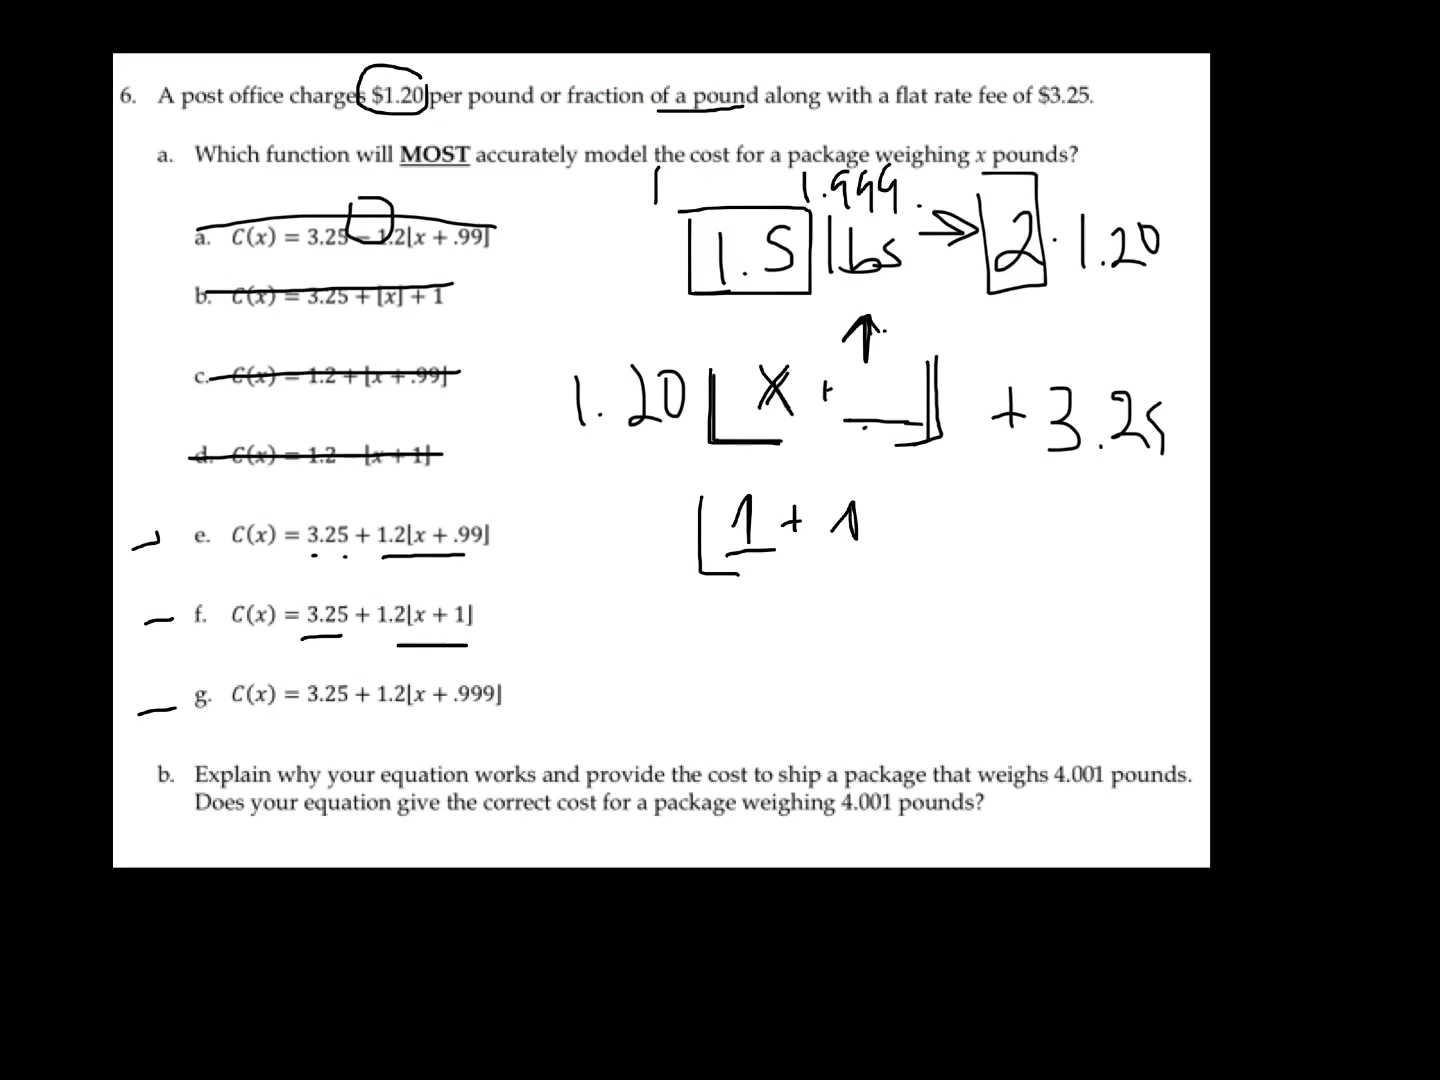 6. A post office charges $1.20 per pound or fraction of a pound along with a flat rate fee of $3.25.
a. Which function will MOST accurately model the cost for a package weighing x pounds?
1 1.999.
a. C(x) = 3.25 − 1.2⌊x + .99⌋
1.5 lbs → 2 · 1.20
b. C(x) = 3.25 + ⌊x⌋ + 1
c. C(x) = 1.2 + ⌊x + .99⌋
1.20 ⌊x + __⌋ + 3.25
d. C(x) = 1.2 − ⌊x + 1⌋
e. C(x) = 3.25 + 1.2⌊x + .99⌋
⌊1 + 1
f. C(x) = 3.25 + 1.2⌊x + 1⌋
g. C(x) = 3.25 + 1.2⌊x + .999⌋
b. Explain why your equation works and provide the cost to ship a package that weighs 4.001 pounds.
Does your equation give the correct cost for a package weighing 4.001 pounds?